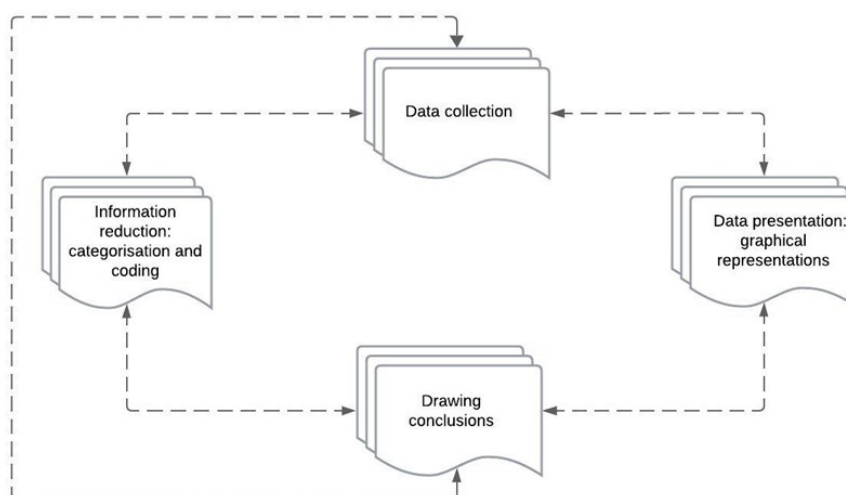 Data collection
Information
reduction:
categorisation and
coding
Data presentation:
graphical
representations
Drawing
conclusions